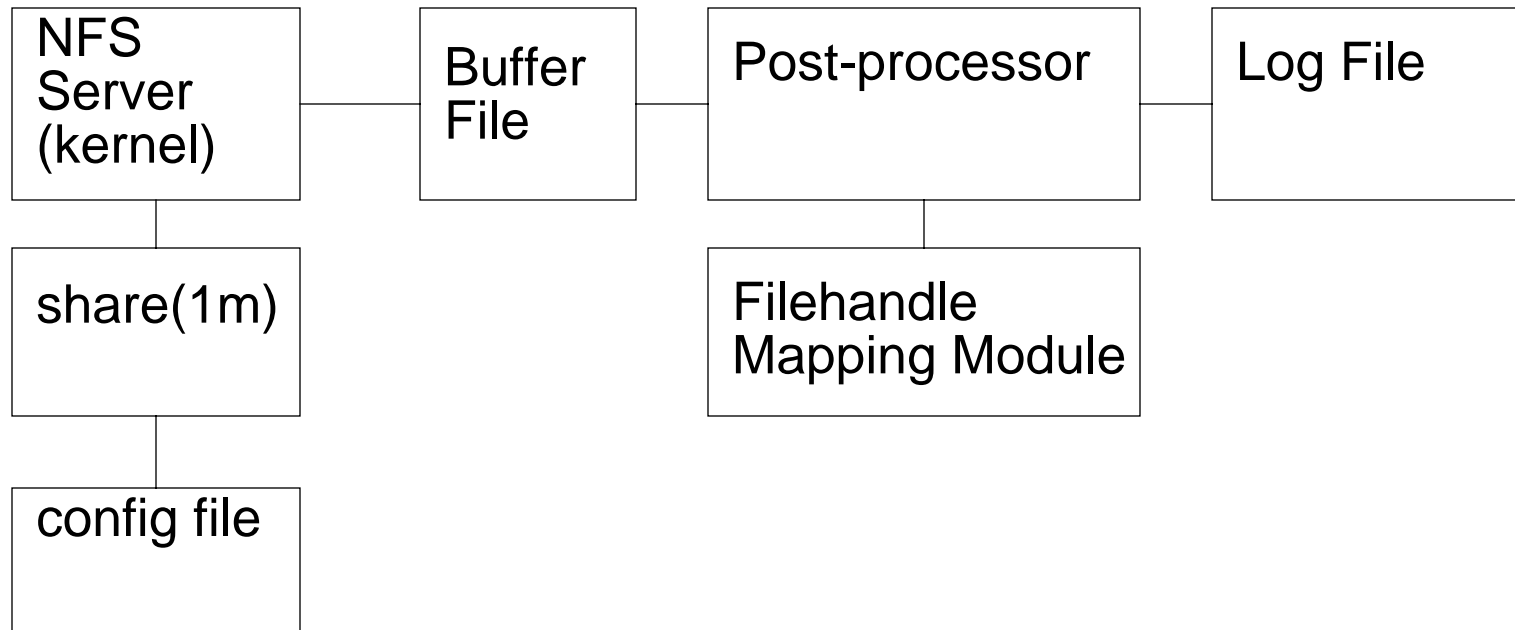 NFS
Server
(kernel)
Buffer
File
Post-processor
Log File
share(1m)
Filehandle
Mapping Module
config file